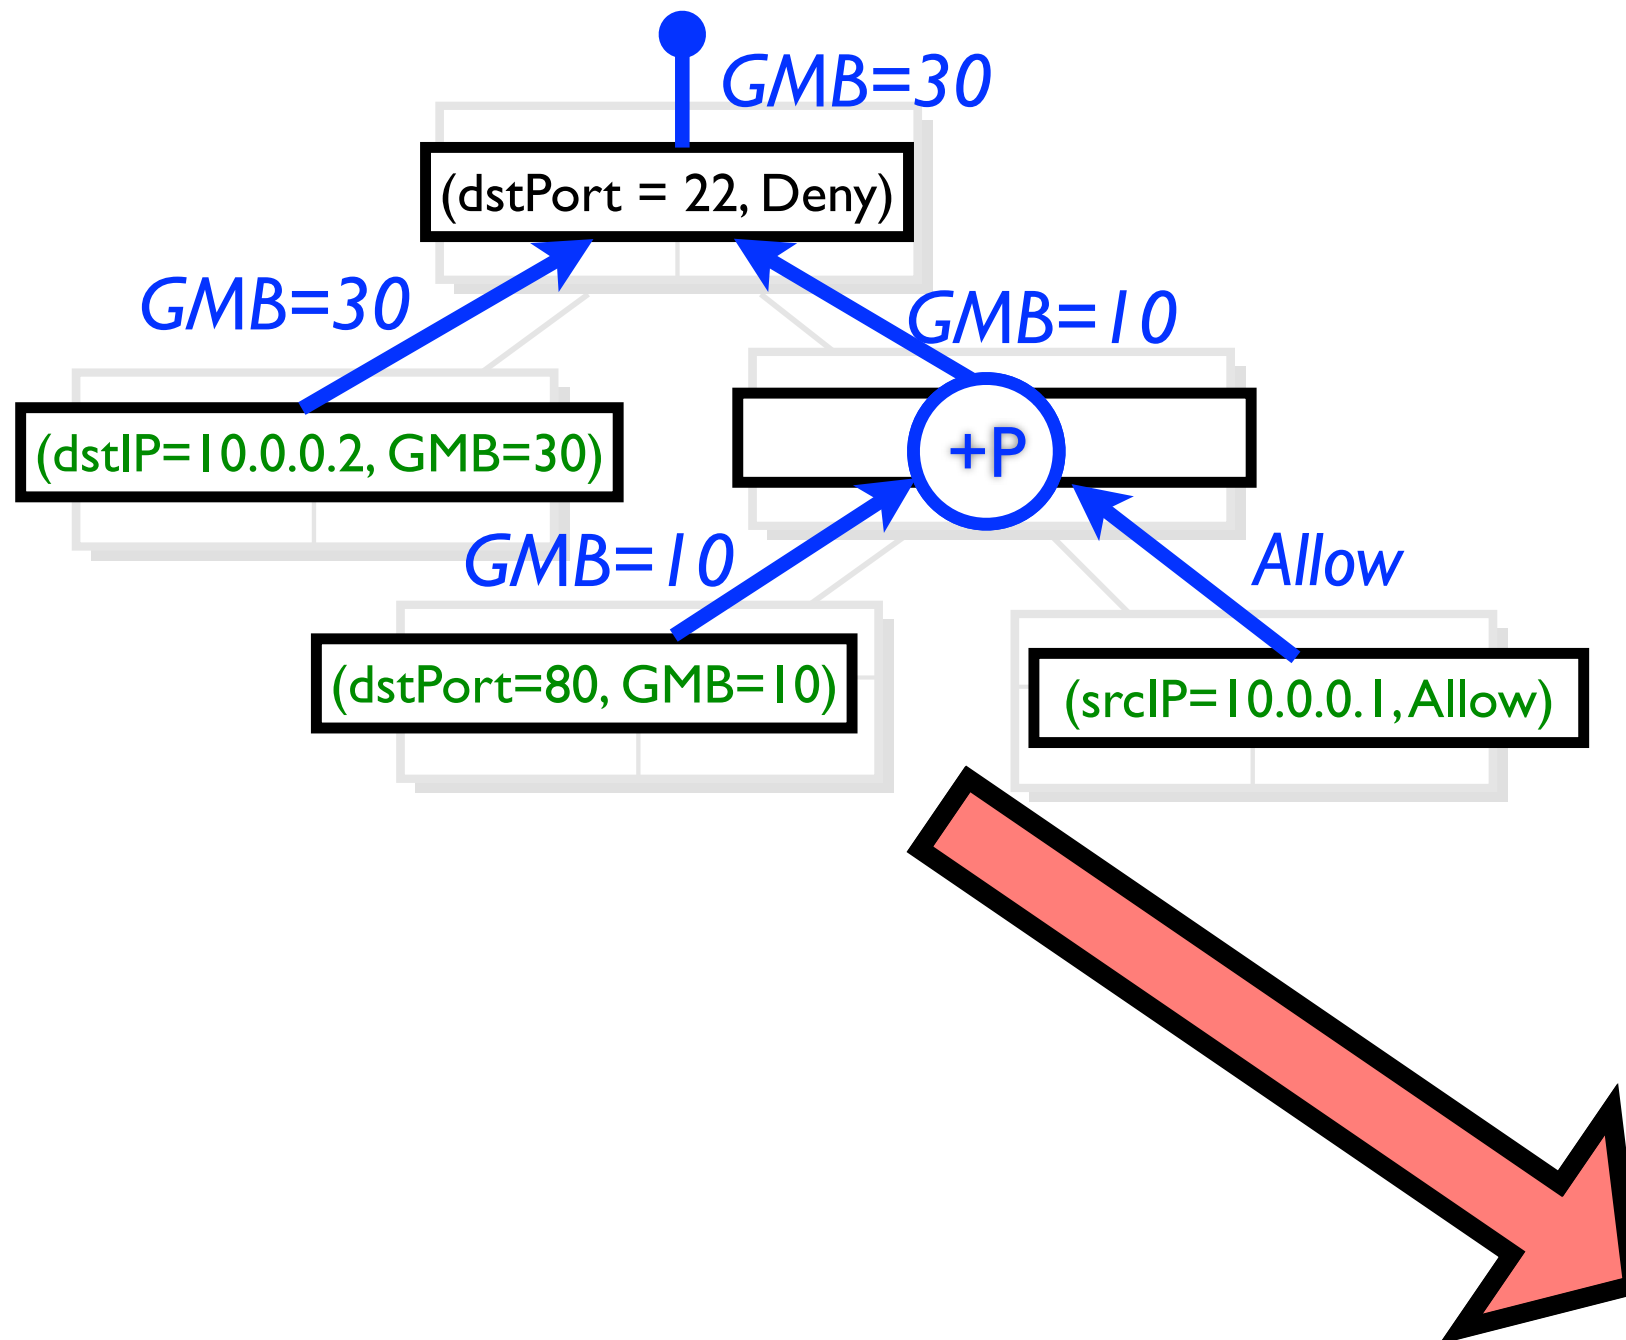 GMB=30
(dstPort = 22, Deny)
GMB=30
GMB=10
(dstIP=10.0.0.2, GMB=30)
+P
GMB=10
Allow
(dstPort=80, GMB=10)
(srcIP=10.0.0.1, Allow)